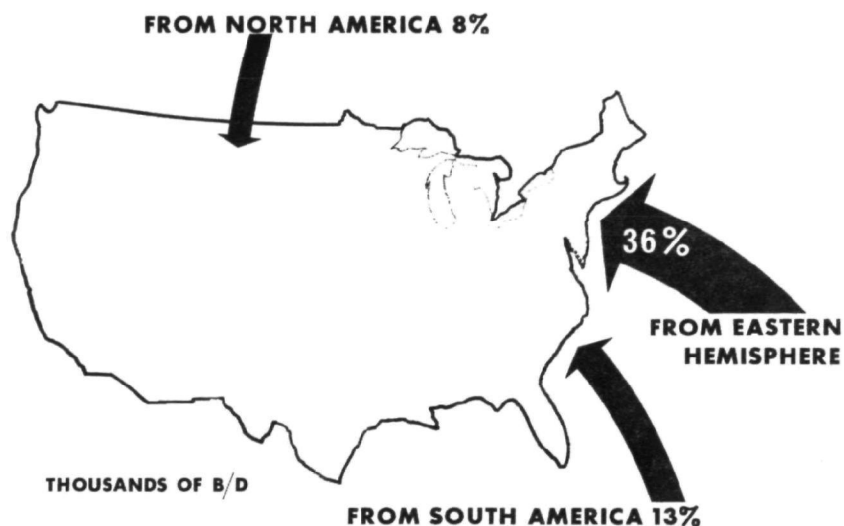 FROM NORTH AMERICA 8%
36%
FROM EASTERN
HEMISPHERE
THOUSANDS OF B/D
FROM SOUTH AMERICA 13%